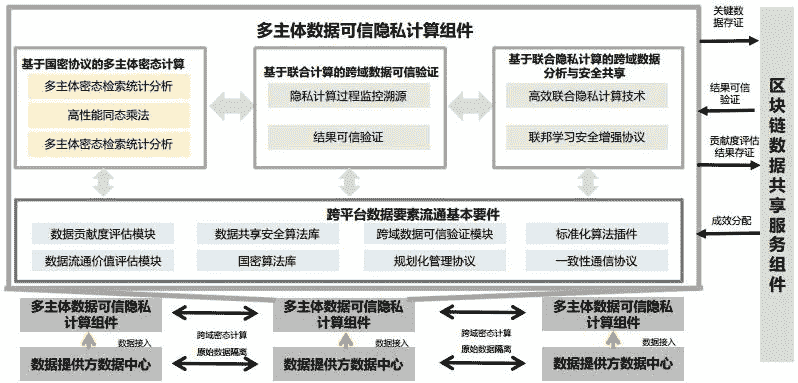 多主体数据可信隐私计算组件
基于国密协议的多主体密态计算
多主体密态检索统计分析
高性能同态乘法
多主体密态检索统计分析
基于联合计算的跨域数据可信验证
隐私计算过程监控溯源
结果可信验证
基于联合隐私计算的跨域数据
分析与安全共享
高效联合隐私计算技术
联邦学习安全增强协议
跨平台数据要素流通基本要件
数据贡献度评估模块
数据共享安全算法库
跨域数据可信验证模块
标准化算法插件
数据流通价值评估模块
国密算法库
规划化管理协议
一致性通信协议
关键数
据存证
结果可信
验证
贡献度评估
结果存证
成效分配
区块链数据共享服务组件
多主体数据可信隐私
计算组件
多主体数据可信隐私
计算组件
多主体数据可信隐私
计算组件
跨域密态计算
跨域密态计算
数据接入
数据接入
数据接入
原始数据隔离
原始数据隔离
数据提供方数据中心
数据提供方数据中心
数据提供方数据中心